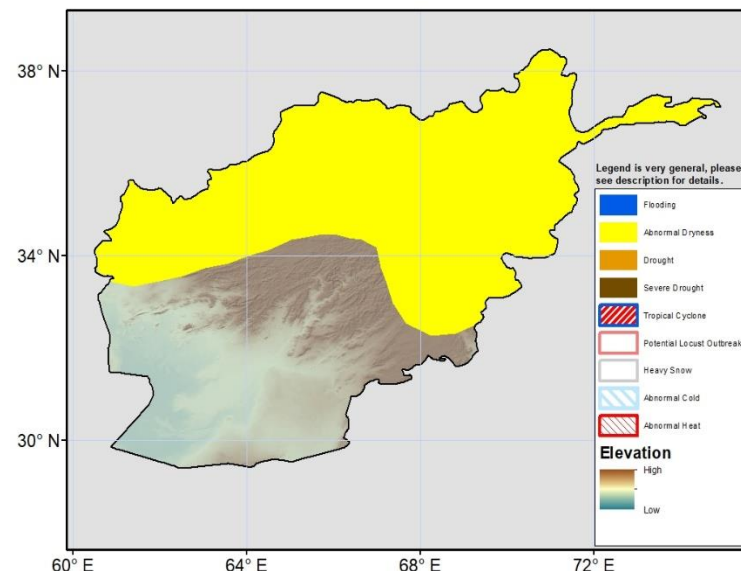 38° N
34° N
30° N
60° E
64° E
68° E
72° E
Legend is very general, please
see description for details.
Flooding
Abnormal Dryness
Drought
Severe Drought
Tropical Cyclone
Potential Locust Outbreak
Heavy Snow
Abnormal Cold
Abnormal Heat
Elevation
High
Low